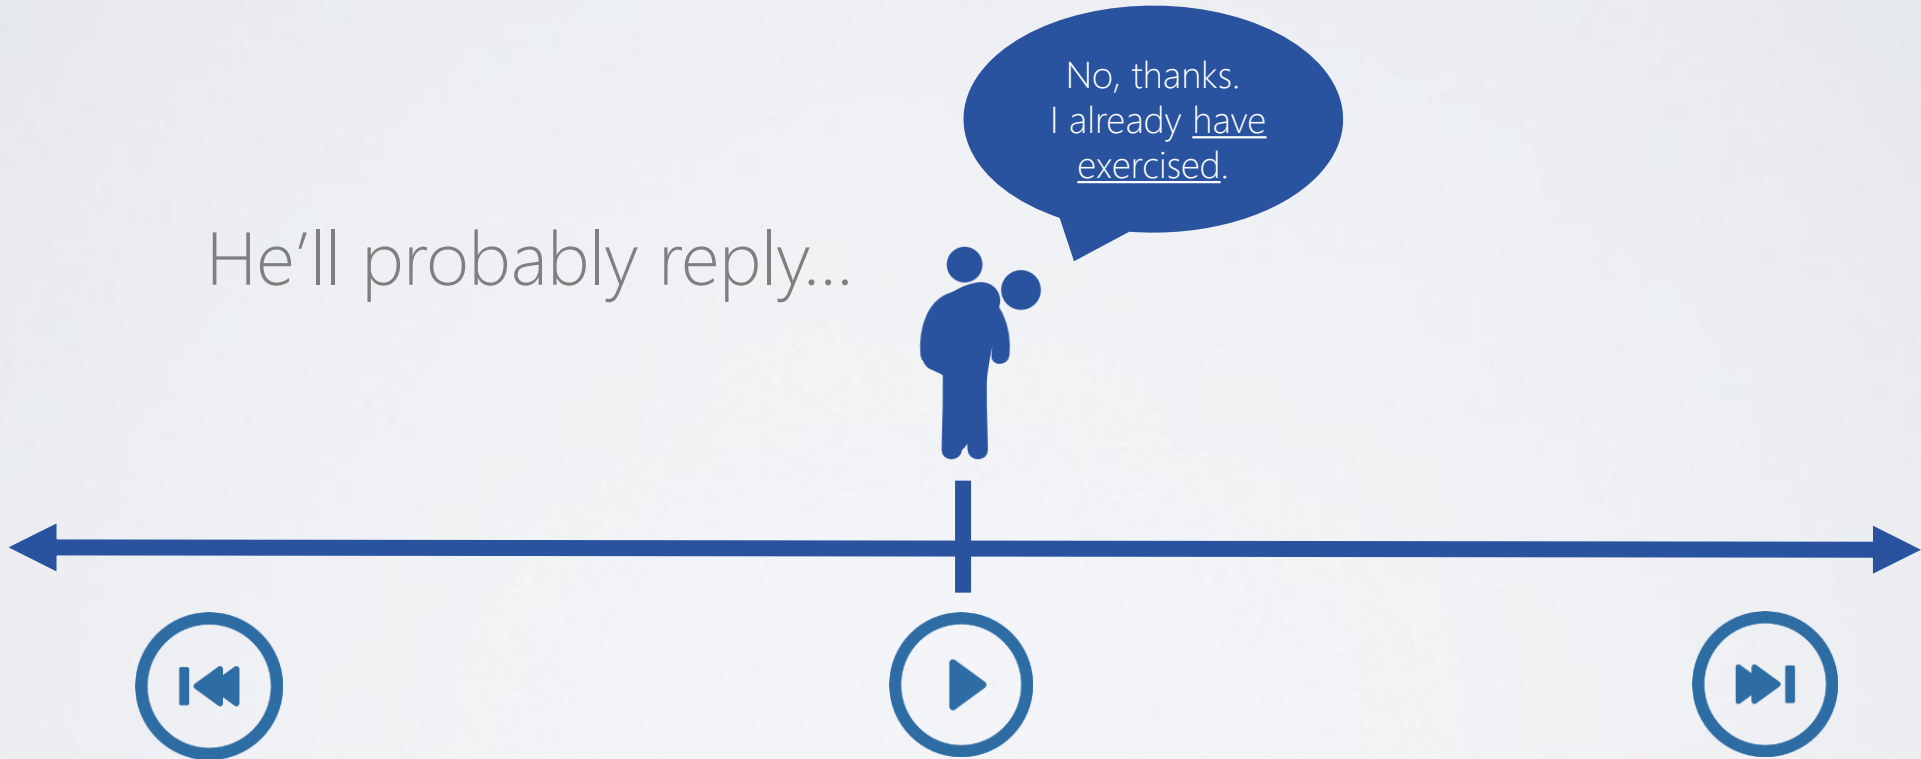 No, thanks.
I already have
exercised.
He’ll probably reply...